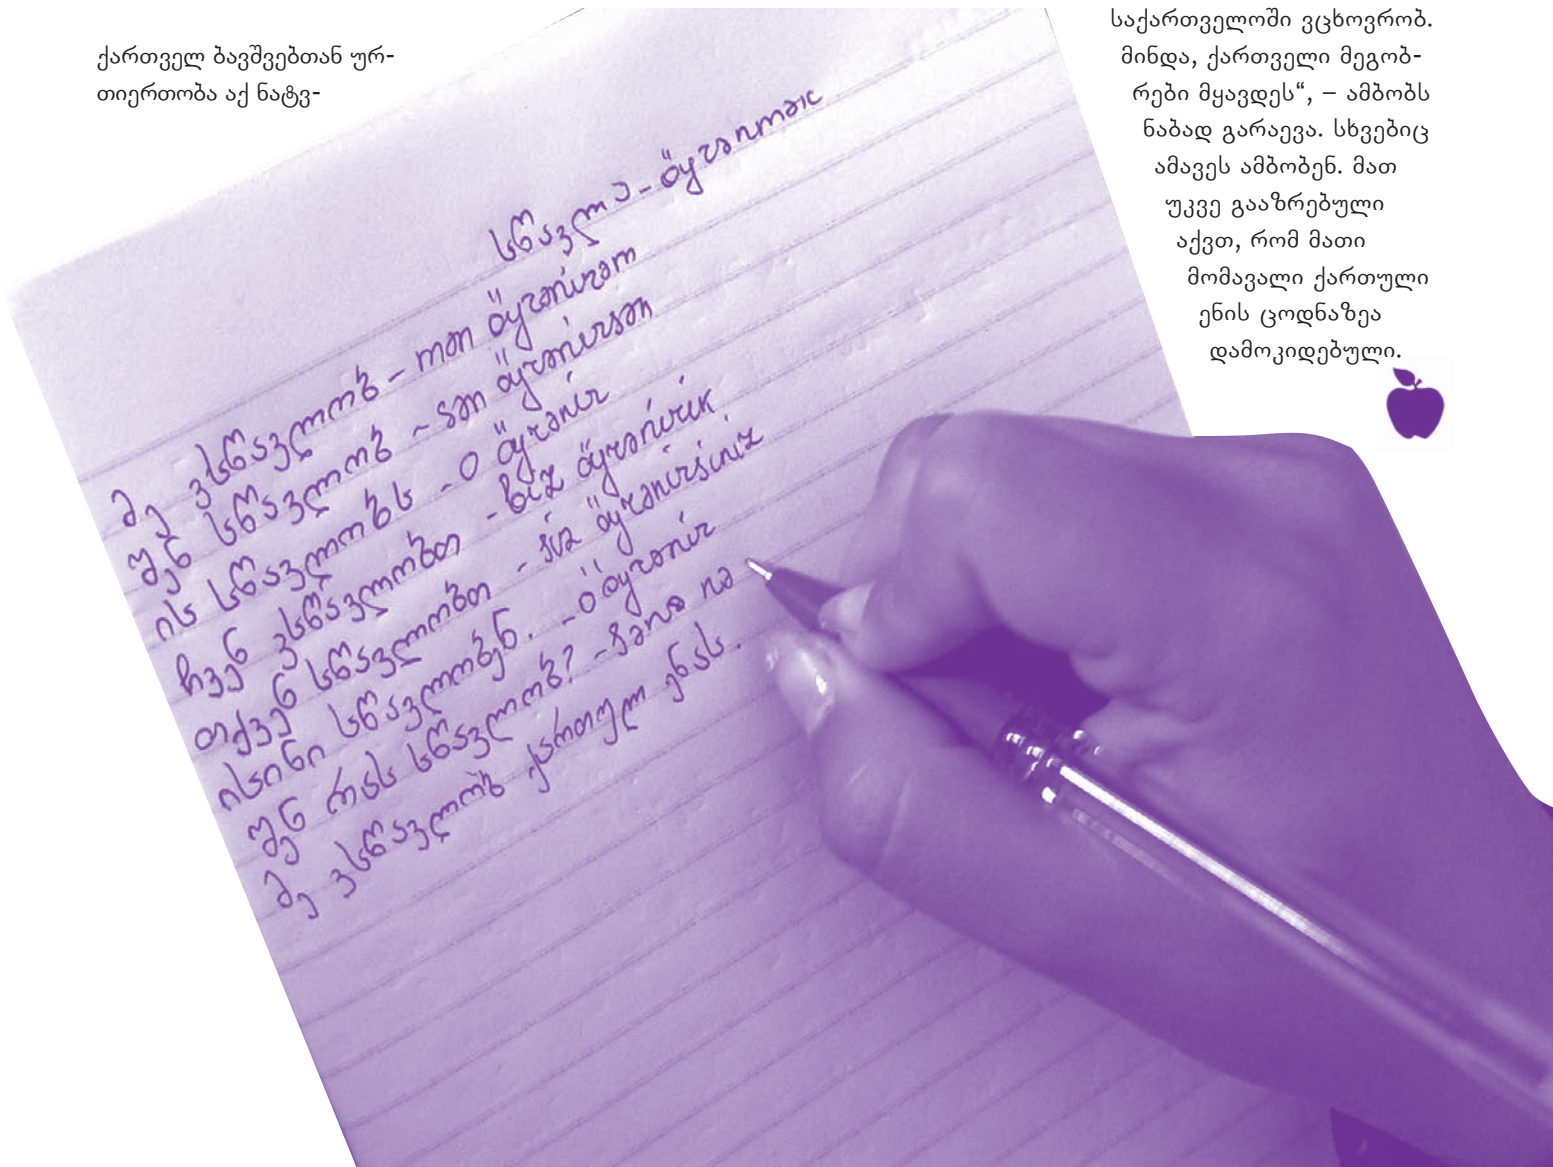 ქართველ ბავშვებთან ურ-
თიერთობა აქ ნატვ-
საქართველოში ვცხოვრობ.
მინდა, ქართველი მეგობ-
რები მყავდეს“, – ამბობს
ნაბად გარაევა. სხვებიც
ამავეს ამბობენ. მათ
უკვე გააზრებული
აქვთ, რომ მათი
მომავალი ქართული
ენის ცოდნაზეა
დამოკიდებული.
სწავლა - öyrənmək
მე ვსწავლობ - mən öyrənirəm
შენ სწავლობ - sən öyrənirsən
ის სწავლობს - o öyrənir
ჩვენ ვსწავლობთ - biz öyrənirik
თქვენ სწავლობთ - siz öyrənirsiniz
ისინი სწავლობენ. - öyrənir
შენ რას სწავლობ? - nə
მე ვსწავლობ ქართულ ენას.